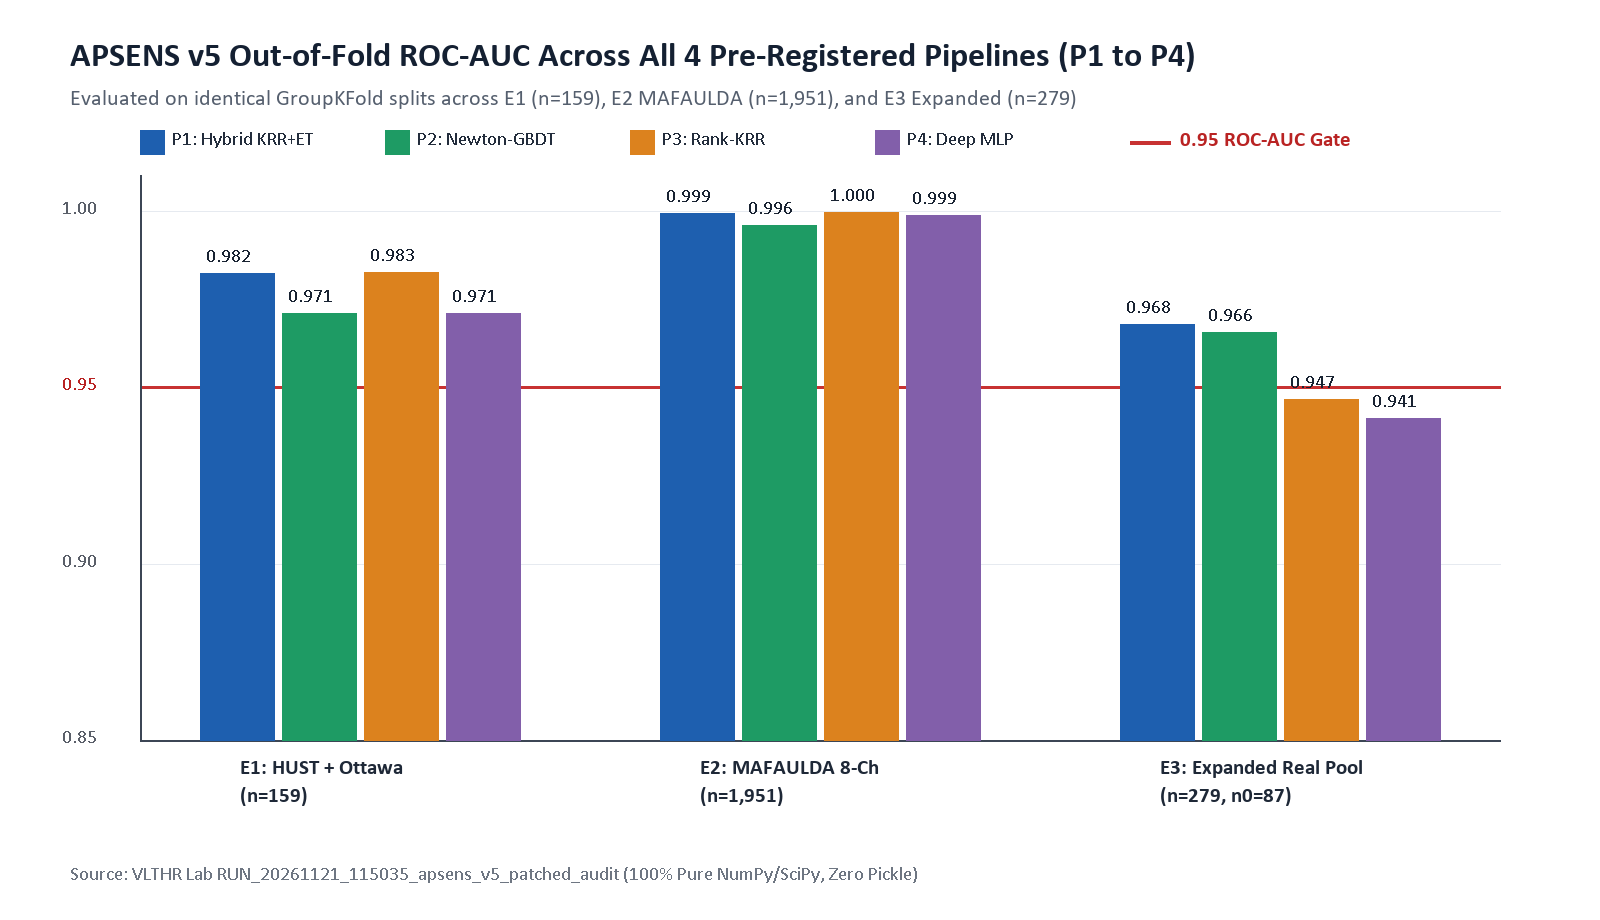 APSENS v5 Out-of-Fold ROC-AUC Across All 4 Pre-Registered Pipelines (P1 to P4)
Evaluated on identical GroupKFold splits across E1 (n=159), E2 MAFAULDA (n=1,951), and E3 Expanded (n=279)
P1: Hybrid KRR+ET
P2: Newton-GBDT
P3: Rank-KRR
P4: Deep MLP
0.95 ROC-AUC Gate
1.00
0.95
0.90
0.85
0.982
0.971
0.983
0.971
0.999
0.996
1.000
0.999
0.968
0.966
0.947
0.941
E1: HUST + Ottawa
(n=159)
E2: MAFAULDA 8-Ch
(n=1,951)
E3: Expanded Real Pool
(n=279, n0=87)
Source: VLTHR Lab RUN_20261121_115035_apsens_v5_patched_audit (100% Pure NumPy/SciPy, Zero Pickle)